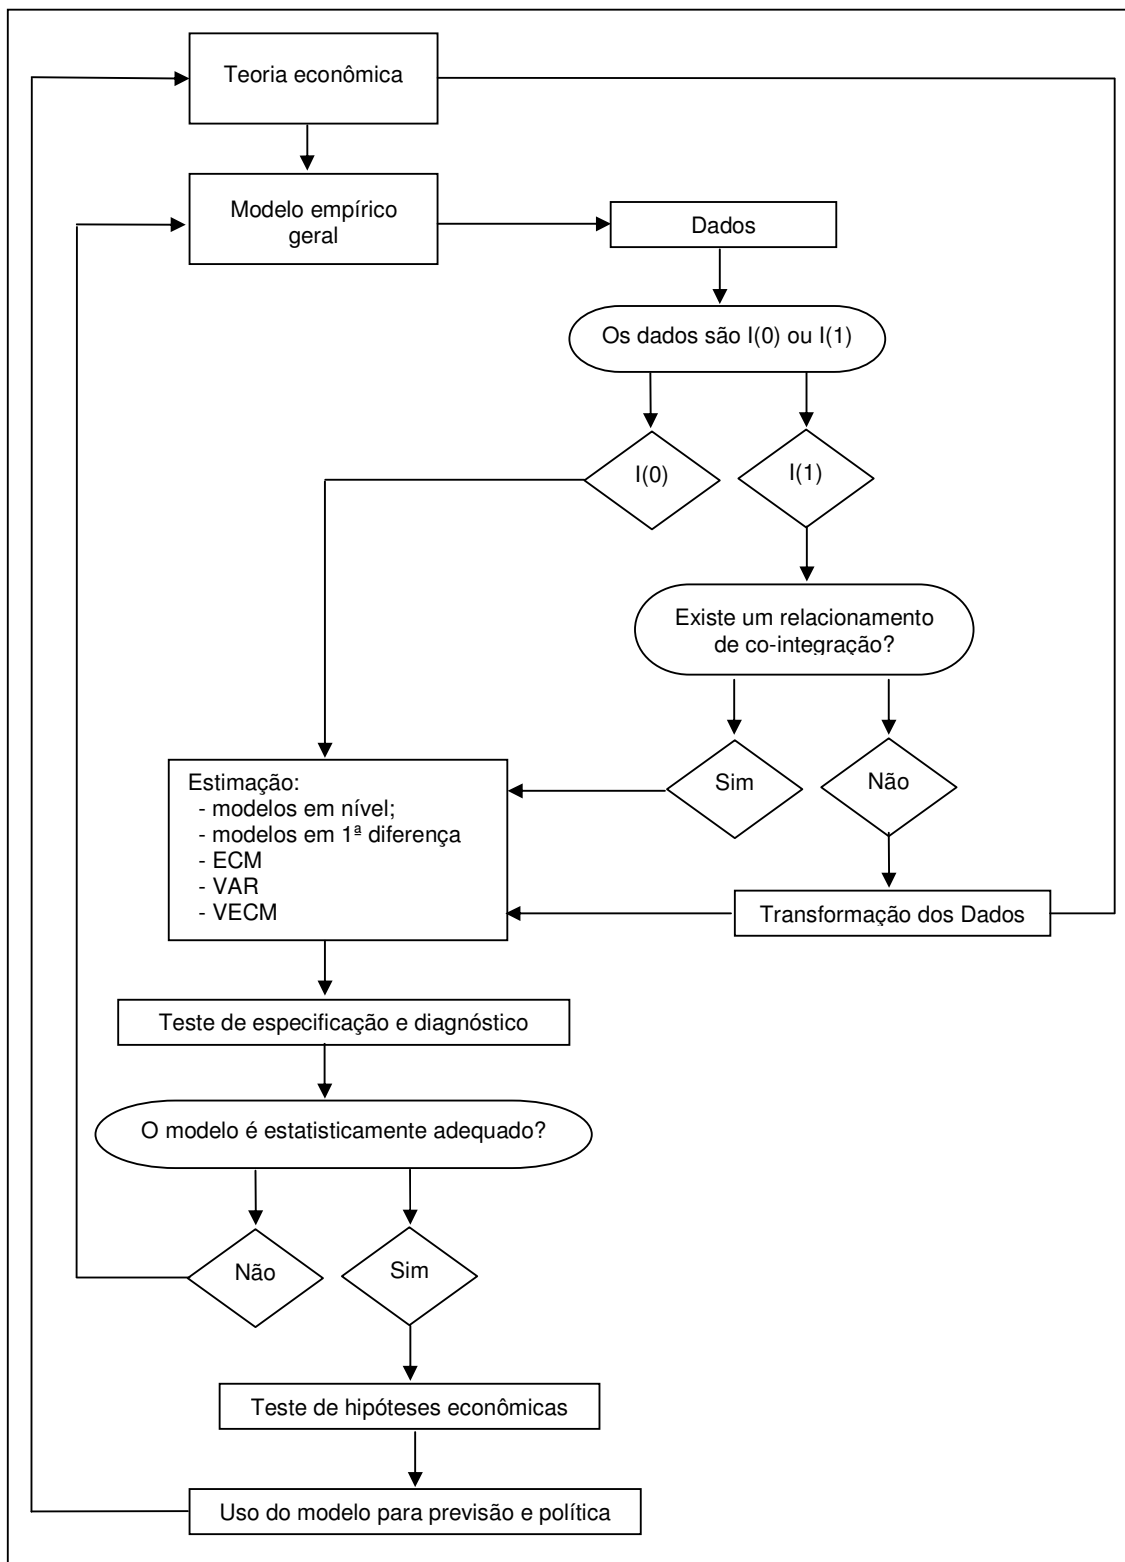 Teoria econômica
Modelo empírico
geral
Dados
Os dados são I(0) ou I(1)
I(0)
I(1)
Existe um relacionamento
de co-integração?
Sim
Não
Estimação:
- modelos em nível;
- modelos em 1ª diferença
- ECM
- VAR
- VECM
Transformação dos Dados
Teste de especificação e diagnóstico
O modelo é estatisticamente adequado?
Não
Sim
Teste de hipóteses econômicas
Uso do modelo para previsão e política